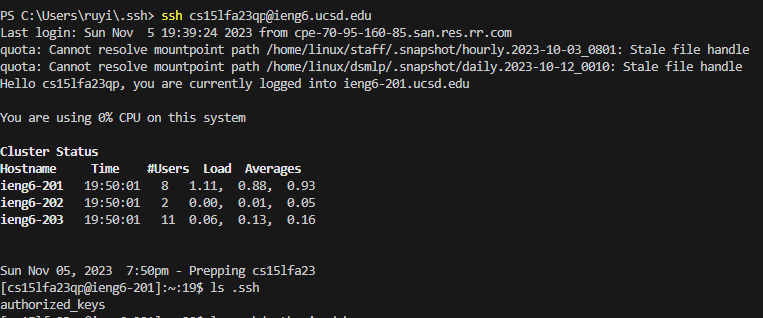 PS C:\Users\ruyi\.ssh> ssh cs15lfa23qp@ieng6.ucsd.edu
Last login: Sun Nov  5 19:39:24 2023 from cpe-70-95-160-85.san.res.rr.com
quota: Cannot resolve mountpoint path /home/linux/staff/.snapshot/hourly.2023-10-03_0801: Stale file handle
quota: Cannot resolve mountpoint path /home/linux/dsmlp/.snapshot/daily.2023-10-12_0010: Stale file handle
Hello cs15lfa23qp, you are currently logged into ieng6-201.ucsd.edu
You are using 0% CPU on this system
Cluster Status
Hostname     Time    #Users  Load  Averages
ieng6-201   19:50:01   8   1.11,  0.88,  0.93
ieng6-202   19:50:01   2   0.00,  0.01,  0.05
ieng6-203   19:50:01   11  0.06,  0.13,  0.16
Sun Nov 05, 2023  7:50pm - Prepping cs15lfa23
[cs15lfa23qp@ieng6-201]:~:19$ ls .ssh
authorized_keys